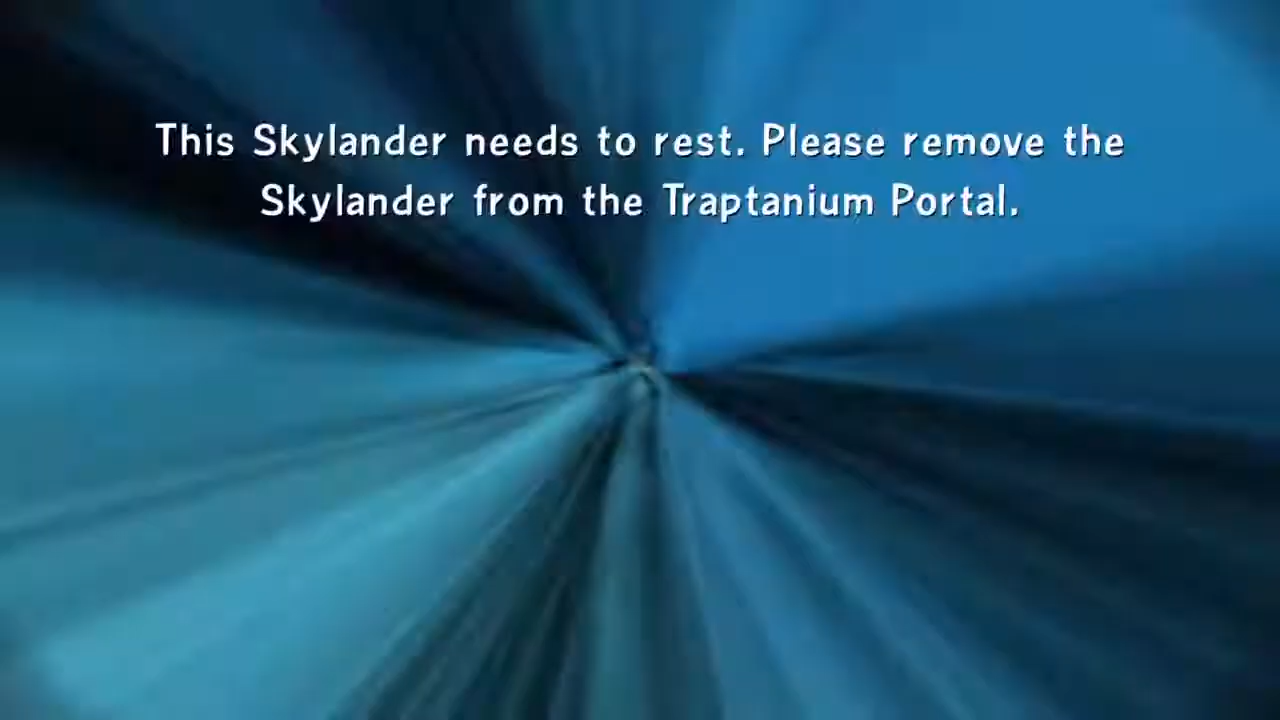 This Skylander needs to rest. Please remove the
Skylander from the Traptanium Portal.